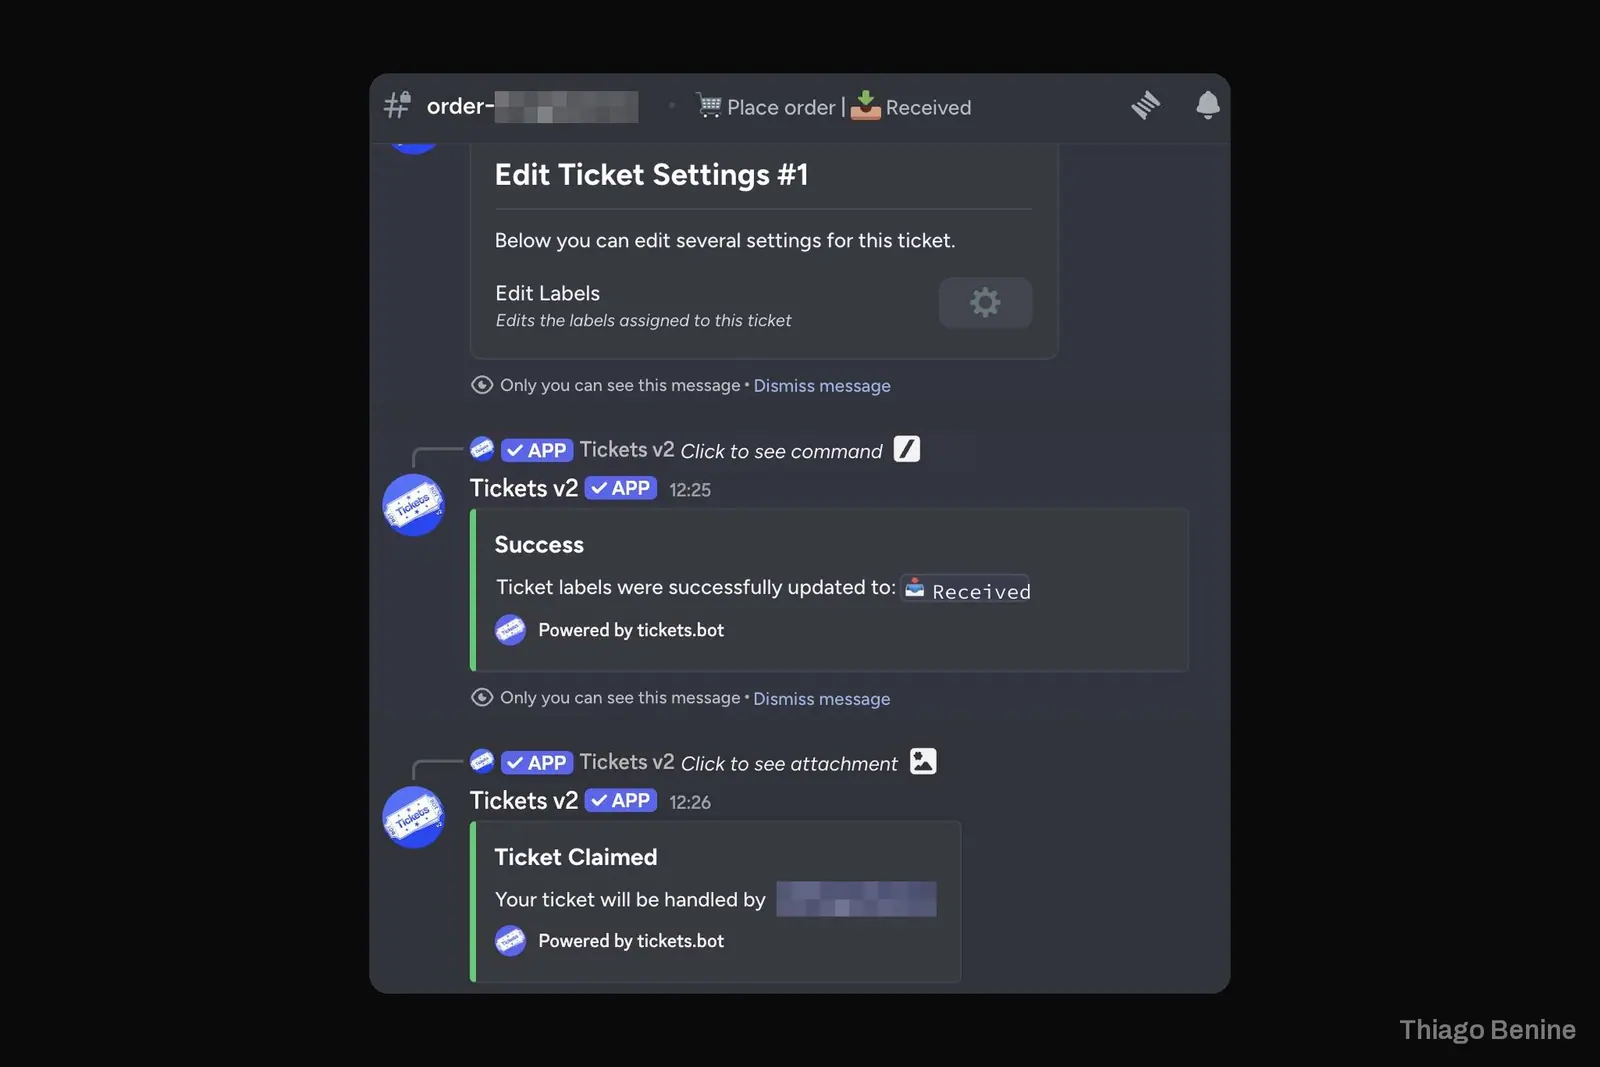 order-
Place order | Received
Edit Ticket Settings #1
Below you can edit several settings for this ticket.
Edit Labels
Edits the labels assigned to this ticket
Only you can see this message • Dismiss message
✓ APP Tickets v2 Click to see command
Tickets v2 ✓ APP 12:25
Success
Ticket labels were successfully updated to: Received
Powered by tickets.bot
Only you can see this message • Dismiss message
✓ APP Tickets v2 Click to see attachment
Tickets v2 ✓ APP 12:26
Ticket Claimed
Your ticket will be handled by
Powered by tickets.bot
Thiago Benine